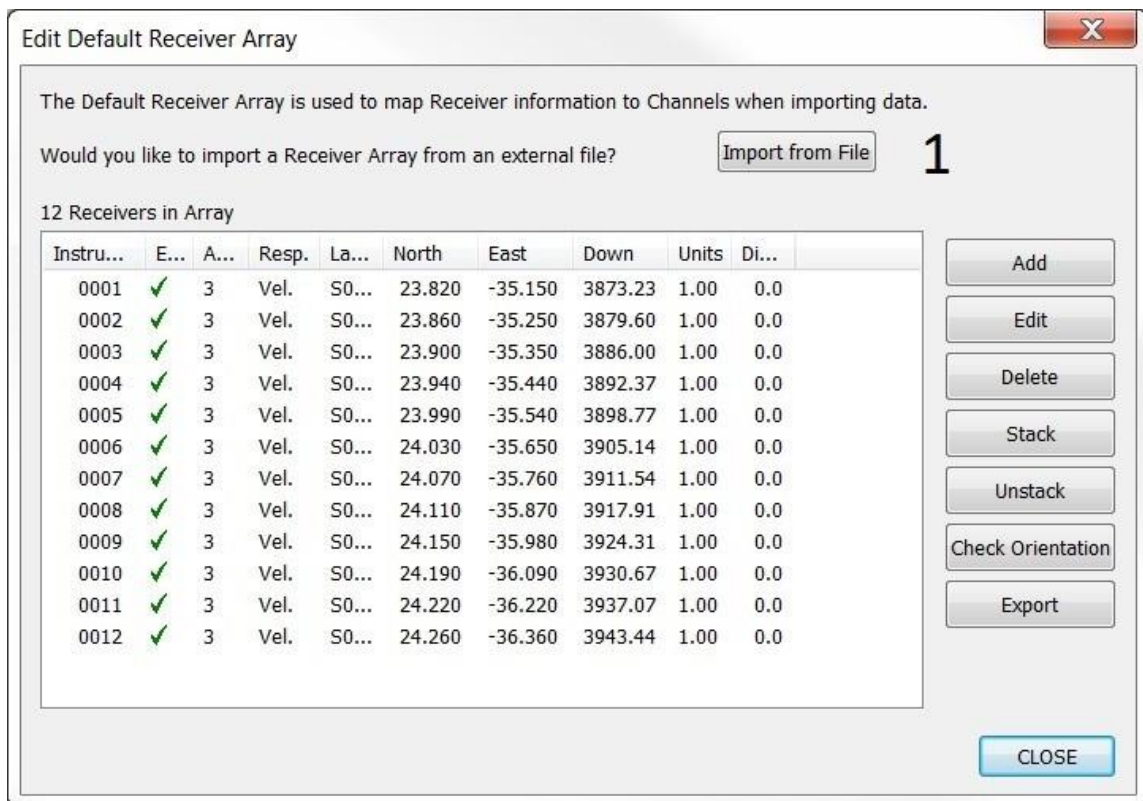 Edit Default Receiver Array
X
The Default Receiver Array is used to map Receiver information to Channels when importing data.
Would you like to import a Receiver Array from an external file? Import from File 1
12 Receivers in Array
Instru... E... A... Resp. La... North East Down Units Di...
0001 ✓ 3 Vel. S0... 23.820 -35.150 3873.23 1.00 0.0
0002 ✓ 3 Vel. S0... 23.860 -35.250 3879.60 1.00 0.0
0003 ✓ 3 Vel. S0... 23.900 -35.350 3886.00 1.00 0.0
0004 ✓ 3 Vel. S0... 23.940 -35.440 3892.37 1.00 0.0
0005 ✓ 3 Vel. S0... 23.990 -35.540 3898.77 1.00 0.0
0006 ✓ 3 Vel. S0... 24.030 -35.650 3905.14 1.00 0.0
0007 ✓ 3 Vel. S0... 24.070 -35.760 3911.54 1.00 0.0
0008 ✓ 3 Vel. S0... 24.110 -35.870 3917.91 1.00 0.0
0009 ✓ 3 Vel. S0... 24.150 -35.980 3924.31 1.00 0.0
0010 ✓ 3 Vel. S0... 24.190 -36.090 3930.67 1.00 0.0
0011 ✓ 3 Vel. S0... 24.220 -36.220 3937.07 1.00 0.0
0012 ✓ 3 Vel. S0... 24.260 -36.360 3943.44 1.00 0.0
Add
Edit
Delete
Stack
Unstack
Check Orientation
Export
CLOSE